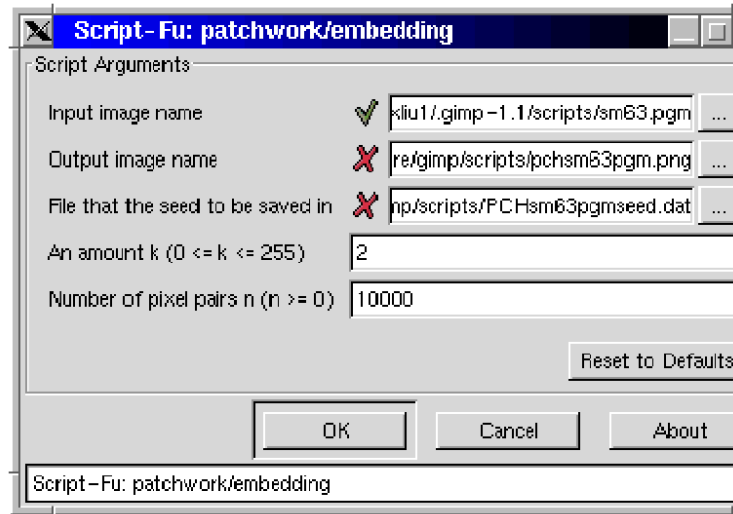 Script-Fu: patchwork/embedding
Script Arguments
Input image name xliu1/.gimp-1.1/scripts/sm63.pgm ...
Output image name re/gimp/scripts/pchsm63pgm.png ...
File that the seed to be saved in mp/scripts/PCHsm63pgmseed.dat ...
An amount k (0 <= k <= 255) 2
Number of pixel pairs n (n >= 0) 10000
Reset to Defaults
OK Cancel About
Script-Fu: patchwork/embedding